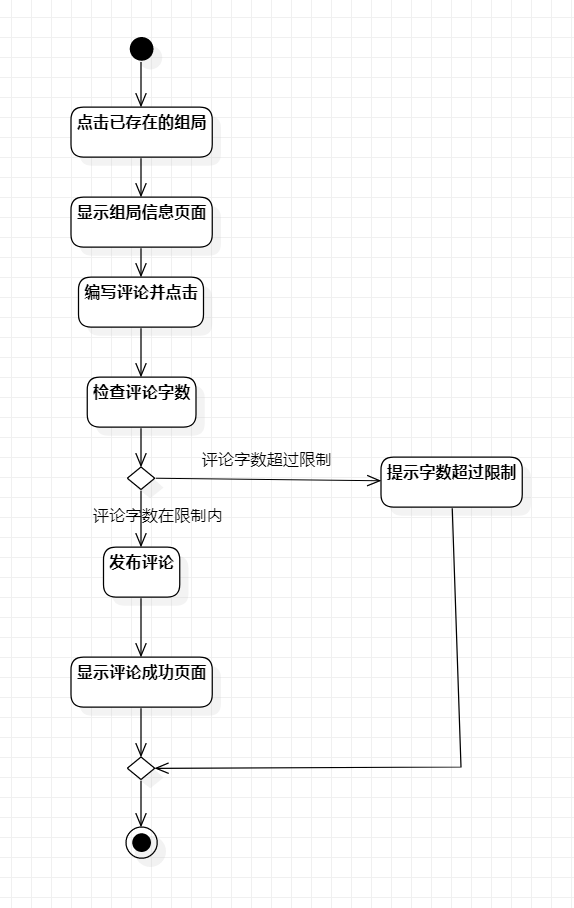 点击已存在的组局
显示组局信息页面
编写评论并点击
检查评论字数
评论字数超过限制
提示字数超过限制
评论字数在限制内
发布评论
显示评论成功页面